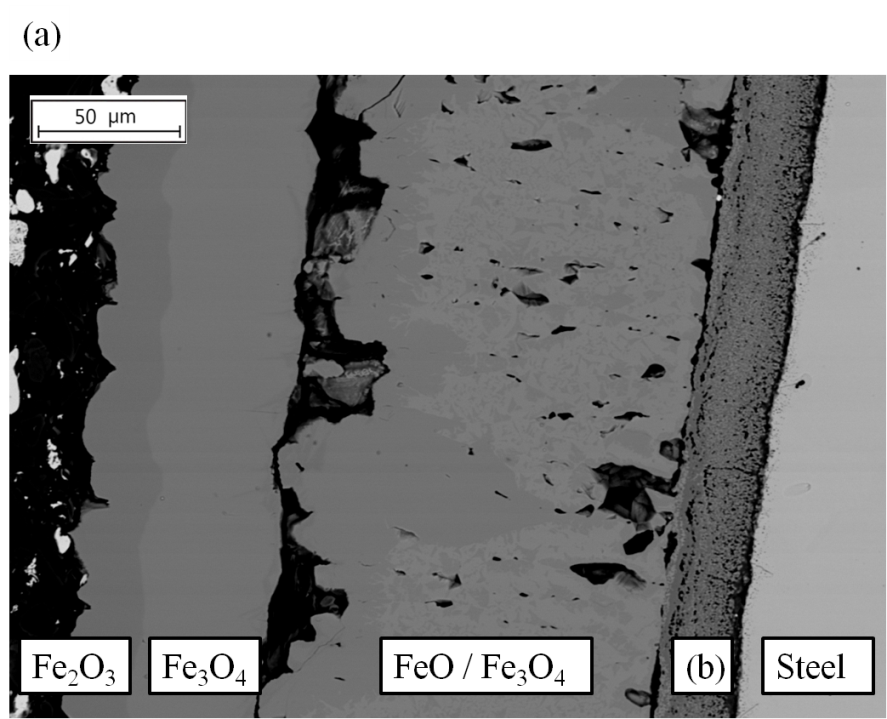 (a)
50 µm
Fe₂O₃ Fe₃O₄ FeO / Fe₃O₄ (b) Steel